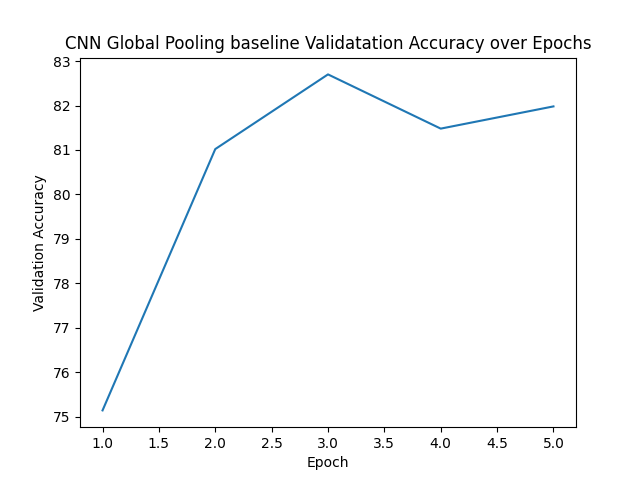 CNN Global Pooling baseline Validatation Accuracy over Epochs
83
82
81
80
79
78
77
76
75
Validation Accuracy
1.0 1.5 2.0 2.5 3.0 3.5 4.0 4.5 5.0
Epoch